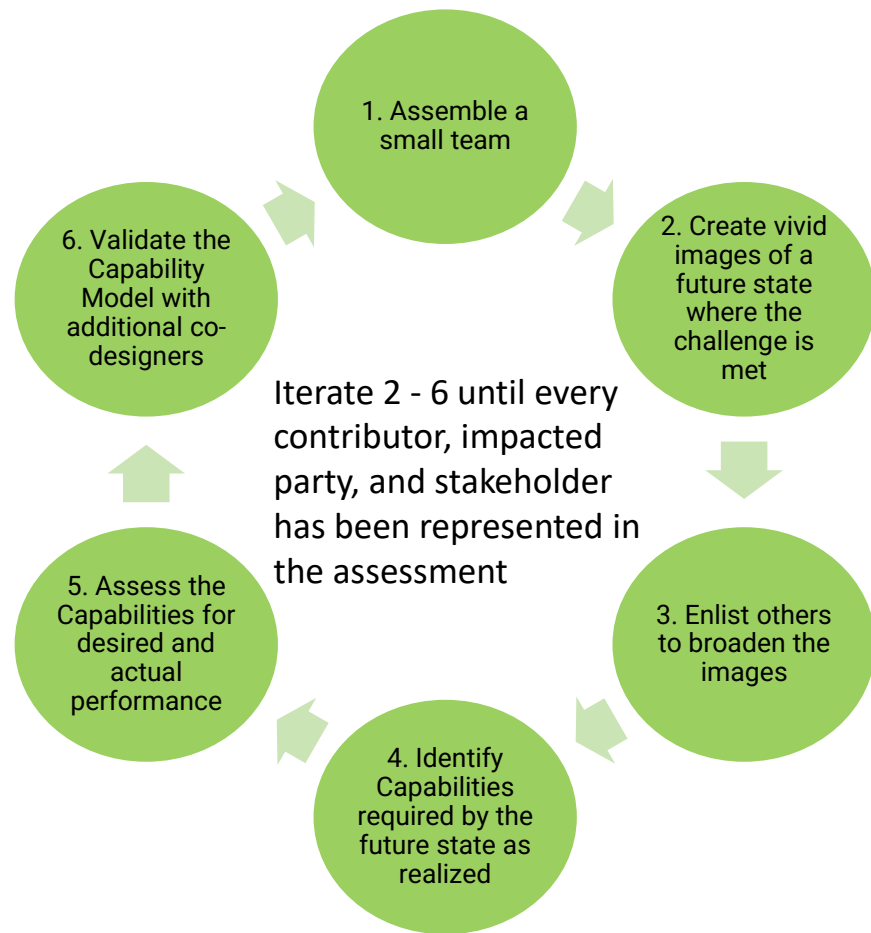 1. Assemble a
small team
2. Create vivid
images of a
future state
where the
challenge is
met
3. Enlist others
to broaden the
images
4. Identify
Capabilities
required by the
future state as
realized
5. Assess the
Capabilities for
desired and
actual
performance
6. Validate the
Capability
Model with
additional co-
designers
Iterate 2 - 6 until every
contributor, impacted
party, and stakeholder
has been represented in
the assessment